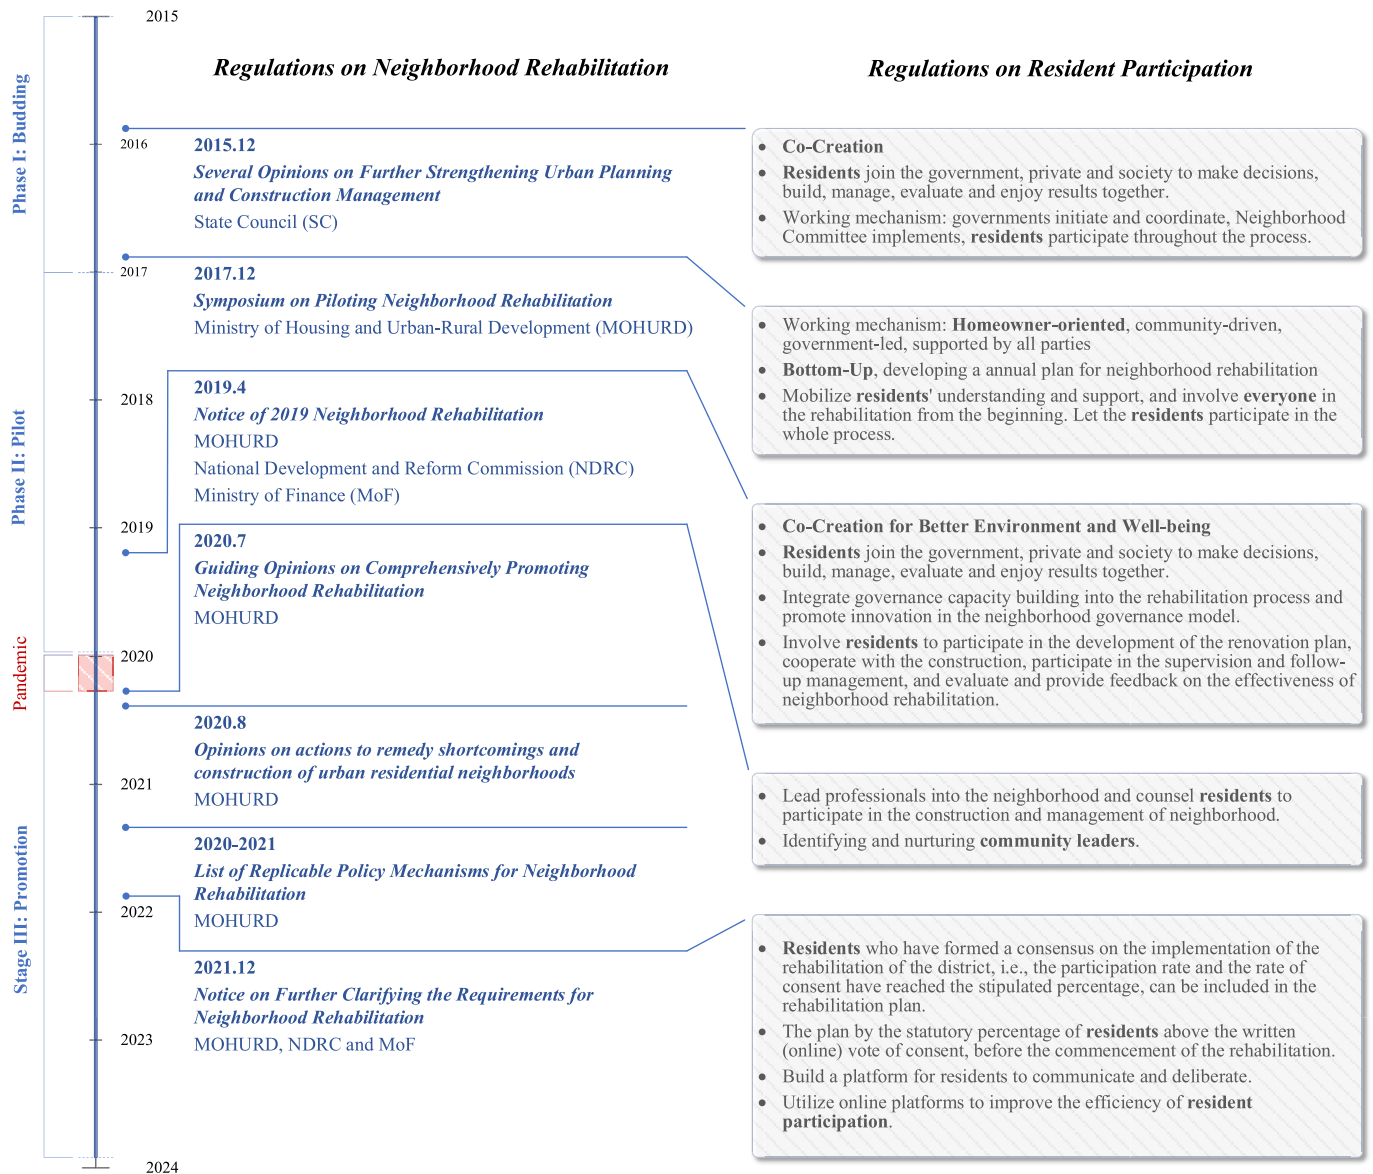 2015
Regulations on Neighborhood Rehabilitation
Regulations on Resident Participation
Phase I: Budding
2016
2015.12
Several Opinions on Further Strengthening Urban Planning
and Construction Management
State Council (SC)
• Co-Creation
• Residents join the government, private and society to make decisions,
build, manage, evaluate and enjoy results together.
• Working mechanism: governments initiate and coordinate, Neighborhood
Committee implements, residents participate throughout the process.
2017
2017.12
Symposium on Piloting Neighborhood Rehabilitation
Ministry of Housing and Urban-Rural Development (MOHURD)
• Working mechanism: Homeowner-oriented, community-driven,
government-led, supported by all parties
• Bottom-Up, developing a annual plan for neighborhood rehabilitation
• Mobilize residents' understanding and support, and involve everyone in
the rehabilitation from the beginning. Let the residents participate in the
whole process.
Phase II: Pilot
2018
2019.4
Notice of 2019 Neighborhood Rehabilitation
MOHURD
National Development and Reform Commission (NDRC)
Ministry of Finance (MoF)
• Co-Creation for Better Environment and Well-being
• Residents join the government, private and society to make decisions,
build, manage, evaluate and enjoy results together.
• Integrate governance capacity building into the rehabilitation process and
promote innovation in the neighborhood governance model.
• Involve residents to participate in the development of the renovation plan,
cooperate with the construction, participate in the supervision and follow-
up management, and evaluate and provide feedback on the effectiveness of
neighborhood rehabilitation.
2019
2020.7
Guiding Opinions on Comprehensively Promoting
Neighborhood Rehabilitation
MOHURD
• Lead professionals into the neighborhood and counsel residents to
participate in the construction and management of neighborhood.
• Identifying and nurturing community leaders.
Pandemic
2020
2020.8
Opinions on actions to remedy shortcomings and
construction of urban residential neighborhoods
MOHURD
2021
Stage III: Promotion
2020-2021
List of Replicable Policy Mechanisms for Neighborhood
Rehabilitation
MOHURD
2022
2021.12
Notice on Further Clarifying the Requirements for
Neighborhood Rehabilitation
MOHURD, NDRC and MoF
• Residents who have formed a consensus on the implementation of the
rehabilitation of the district, i.e., the participation rate and the rate of
consent have reached the stipulated percentage, can be included in the
rehabilitation plan.
• The plan by the statutory percentage of residents above the written
(online) vote of consent, before the commencement of the rehabilitation.
• Build a platform for residents to communicate and deliberate.
• Utilize online platforms to improve the efficiency of resident
participation.
2023
2024